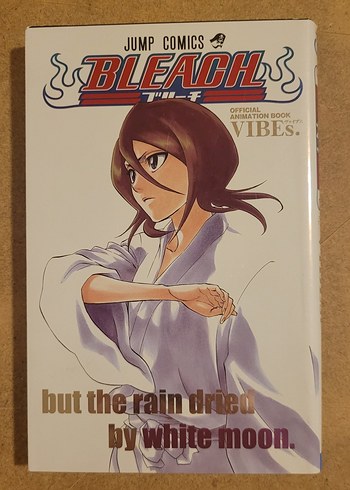 JUMP COMICS
BLEACH
ブリーチ
OFFICIAL
ANIMATION BOOK
VIBEs.
but the rain dried
by white moon.